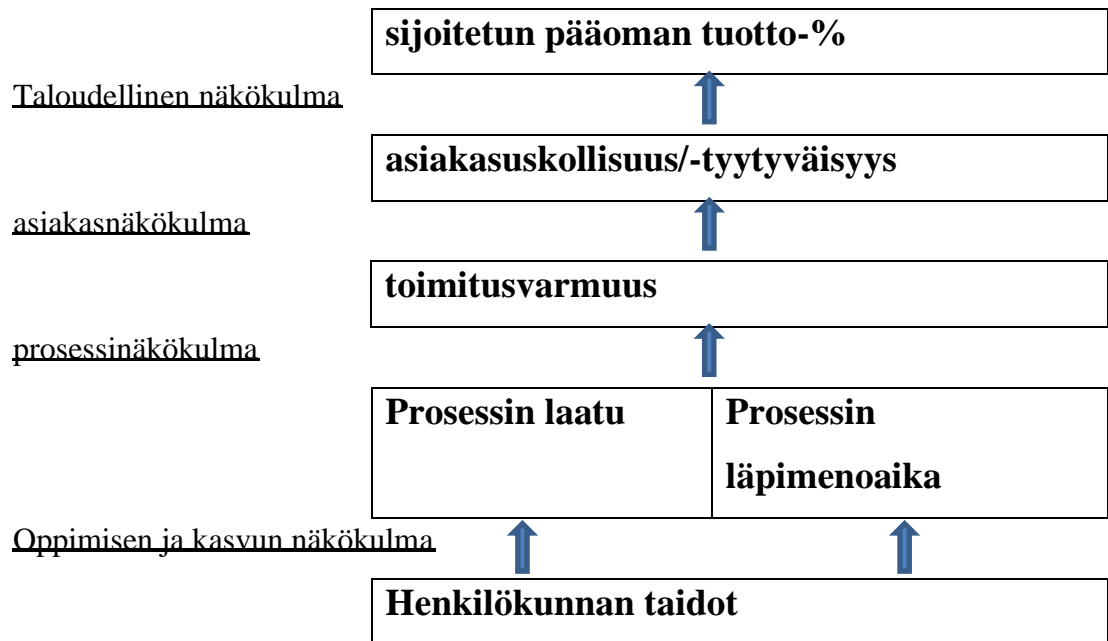 sijoitetun pääoman tuotto-%
Taloudellinen näkökulma
asiakasuskollisuus/-tyytyväisyys
asiakasnäkökulma
toimitusvarmuus
prosessinäkökulma
Prosessin laatu
Prosessin
läpimenoaika
Oppimisen ja kasvun näkökulma
Henkilökunnan taidot